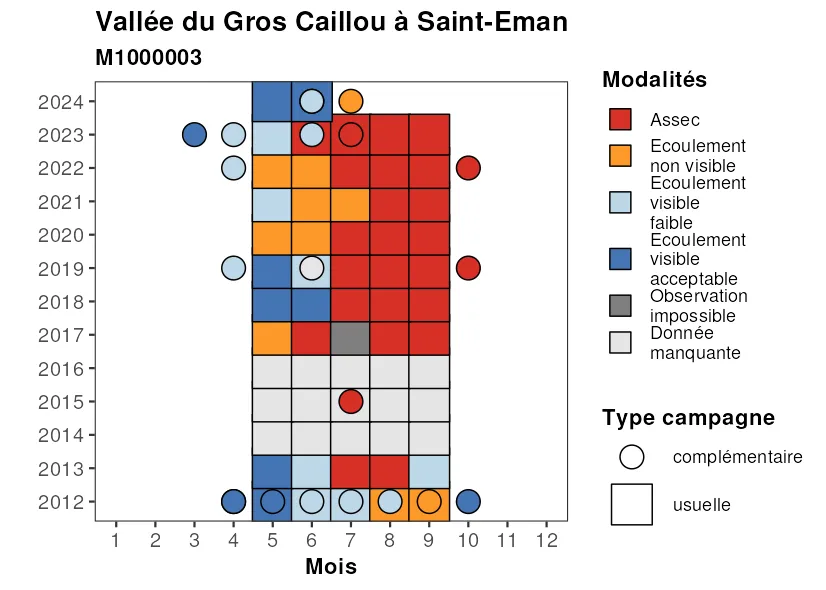 Vallée du Gros Caillou à Saint-Eman
M1000003
2024
2023
2022
2021
2020
2019
2018
2017
2016
2015
2014
2013
2012
1 2 3 4 5 6 7 8 9 10 11 12
Mois
Modalités
Assec
Ecoulement
non visible
Ecoulement
visible
faible
Ecoulement
visible
acceptable
Observation
impossible
Donnée
manquante
Type campagne
complémentaire
usuelle